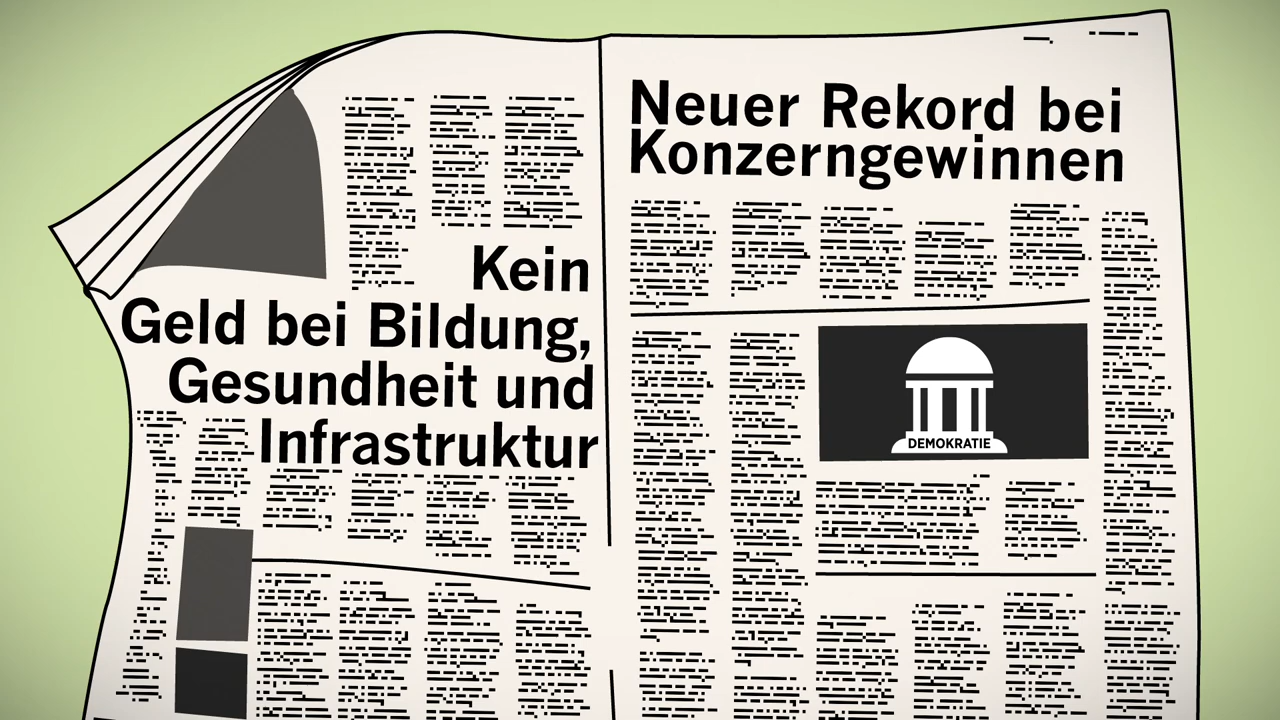 Kein
Geld bei Bildung,
Gesundheit und
Infrastruktur
Neuer Rekord bei
Konzerngewinnen
DEMOKRATIE